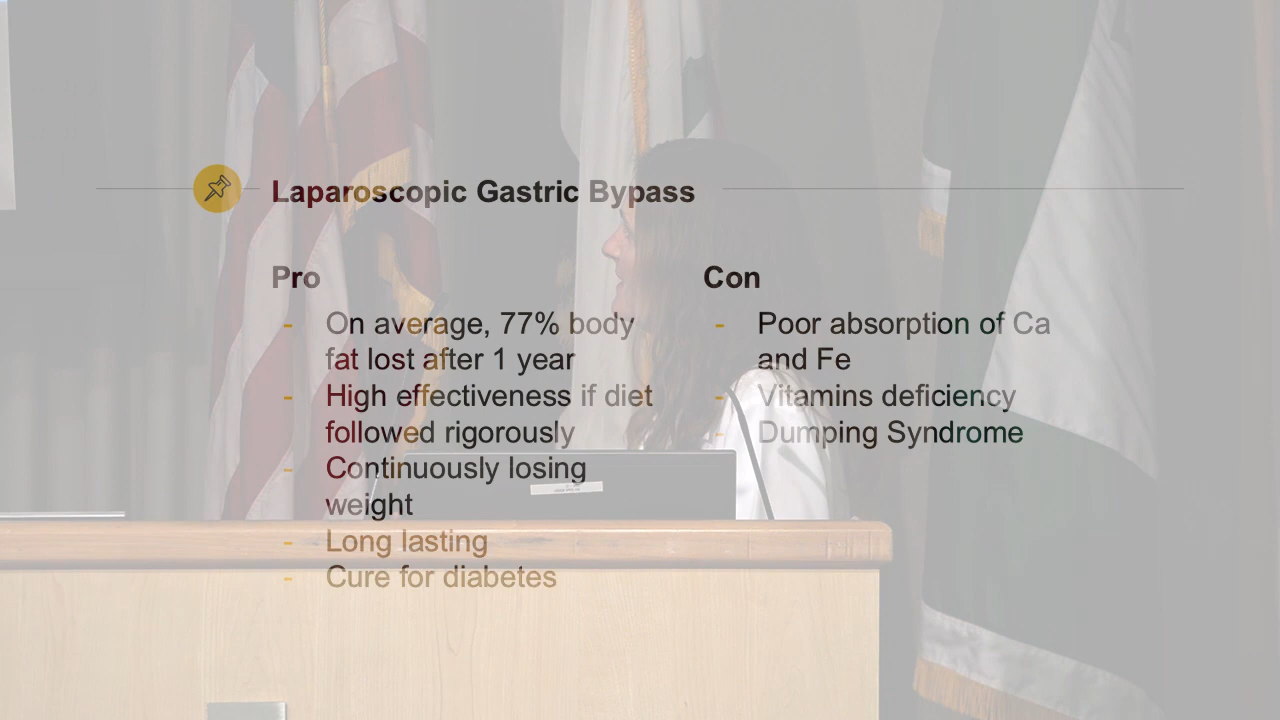 Laparoscopic Gastric Bypass
Pro
- On average, 77% body
fat lost after 1 year
- High effectiveness if diet
followed rigorously
- Continuously losing
weight
- Long lasting
- Cure for diabetes
Con
- Poor absorption of Ca
and Fe
- Vitamins deficiency
- Dumping Syndrome